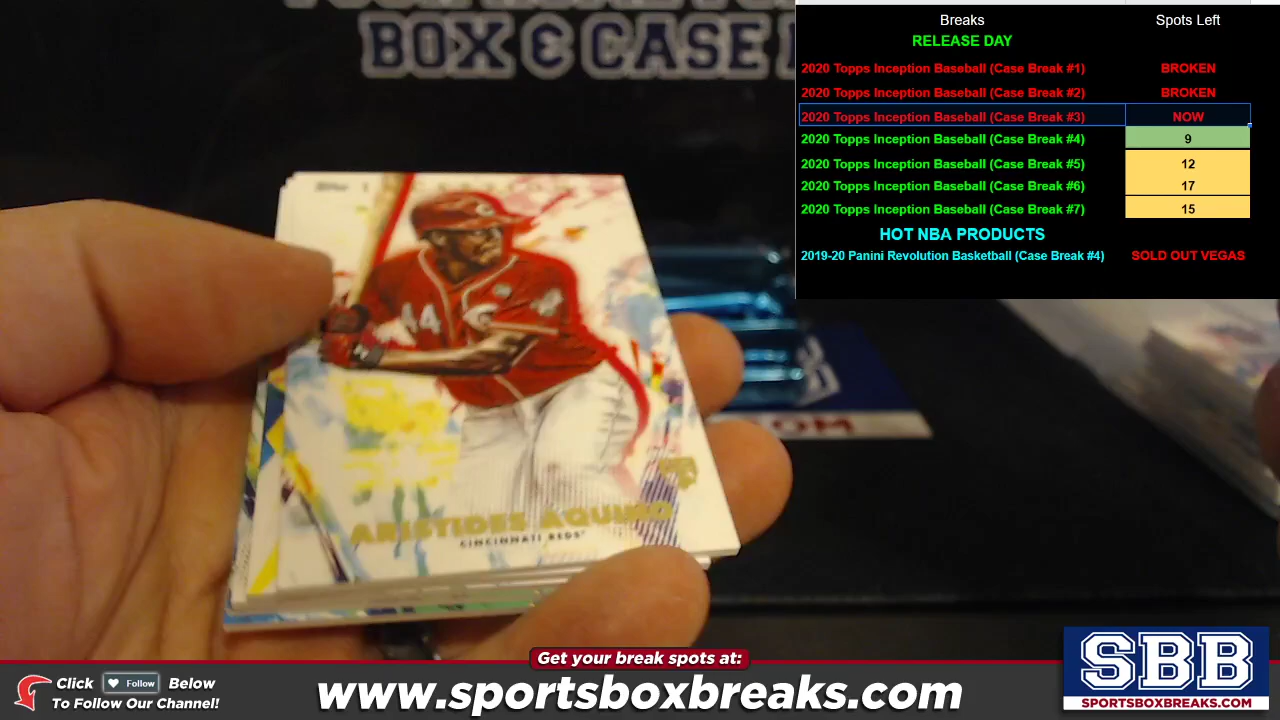 BOX & CASE
Breaks Spots Left
RELEASE DAY
2020 Topps Inception Baseball (Case Break #1) BROKEN
2020 Topps Inception Baseball (Case Break #2) BROKEN
2020 Topps Inception Baseball (Case Break #3) NOW
2020 Topps Inception Baseball (Case Break #4) 9
2020 Topps Inception Baseball (Case Break #5) 12
2020 Topps Inception Baseball (Case Break #6) 17
2020 Topps Inception Baseball (Case Break #7) 15
HOT NBA PRODUCTS
2019-20 Panini Revolution Basketball (Case Break #4) SOLD OUT VEGAS
44
ARISTIDES AQUINO
CINCINNATI REDS
Get your break spots at:
Click Follow Below
To Follow Our Channel!
www.sportsboxbreaks.com
SBB
SPORTSBOXBREAKS.COM